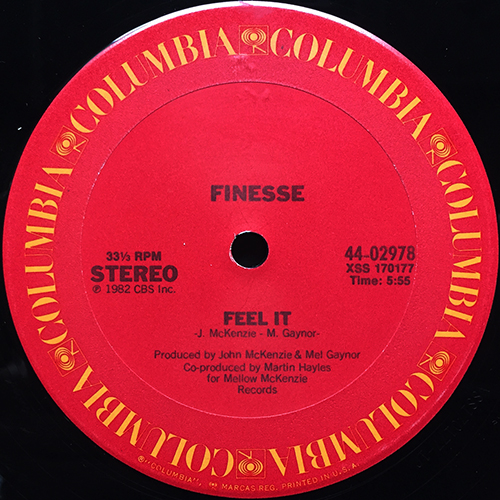 COLUMBIA COLUMBIA COLUMBIA COLUMBIA COLUMBIA COLUMBIA COLUMBIA COLUMBIA
FINESSE
33⅓ RPM
STEREO
℗ 1982 CBS Inc.
44-02978
XSS 170177
Time: 5:55
FEEL IT
-J. McKenzie - M. Gaynor-
Produced by John McKenzie & Mel Gaynor
Co-produced by Martin Hayles
for Mellow McKenzie
Records
®"COLUMBIA", MARCAS REG. PRINTED IN U.S.A.